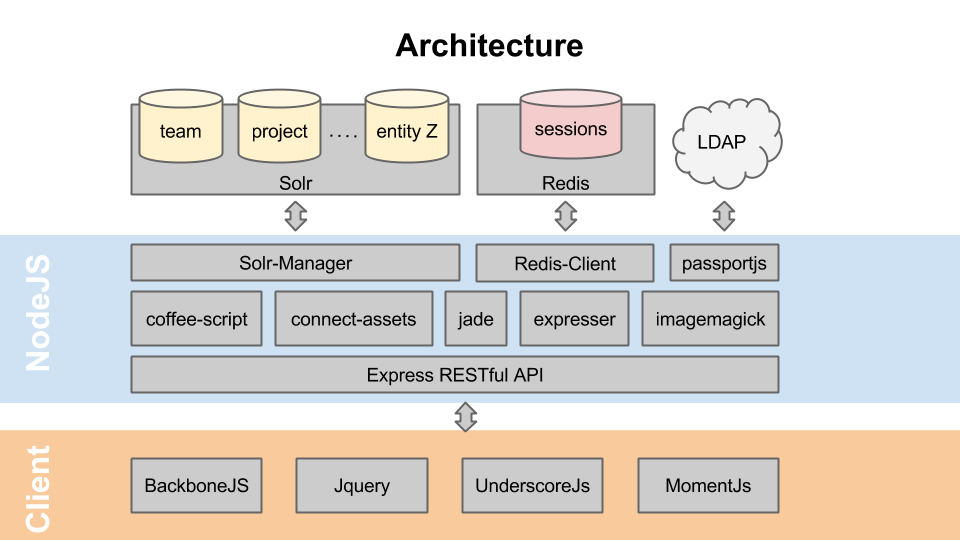 Architecture
team
project
....
entity Z
sessions
LDAP
Solr
Redis
NodeJS
Solr-Manager
Redis-Client
passportjs
coffee-script
connect-assets
jade
expresser
imagemagick
Express RESTful API
Client
BackboneJS
Jquery
UnderscoreJs
MomentJs